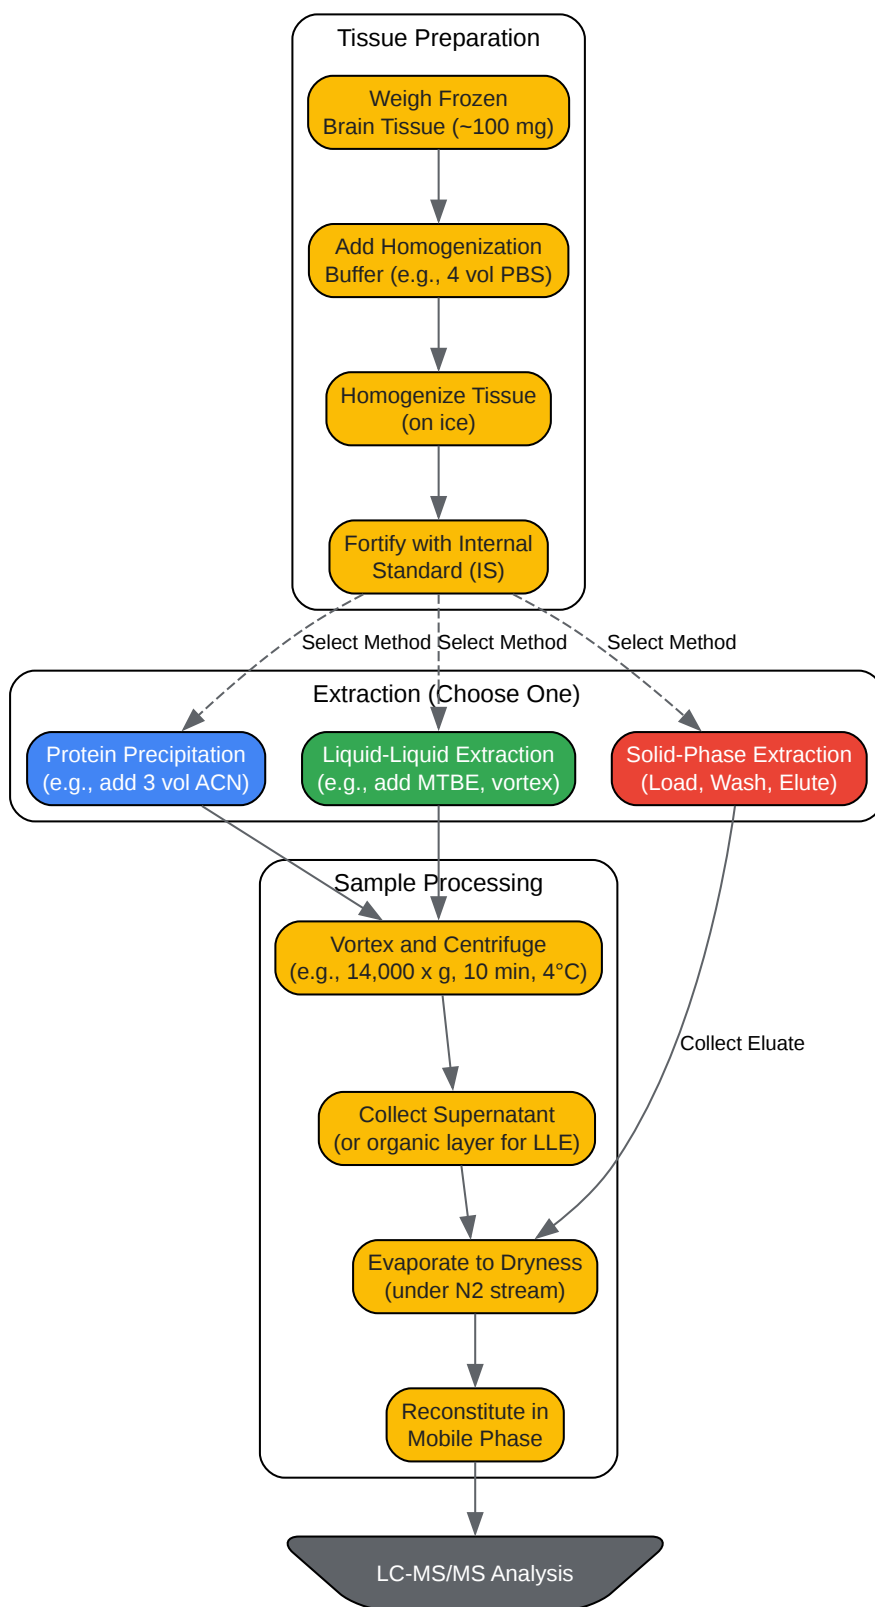 Tissue Preparation
Weigh Frozen
Brain Tissue (~100 mg)
Add Homogenization
Buffer (e.g., 4 vol PBS)
Homogenize Tissue
(on ice)
Fortify with Internal
Standard (IS)
Select Method
Select Method
Select Method
Extraction (Choose One)
Protein Precipitation
(e.g., add 3 vol ACN)
Liquid-Liquid Extraction
(e.g., add MTBE, vortex)
Solid-Phase Extraction
(Load, Wash, Elute)
Sample Processing
Vortex and Centrifuge
(e.g., 14,000 x g, 10 min, 4°C)
Collect Eluate
Collect Supernatant
(or organic layer for LLE)
Evaporate to Dryness
(under N2 stream)
Reconstitute in
Mobile Phase
LC-MS/MS Analysis